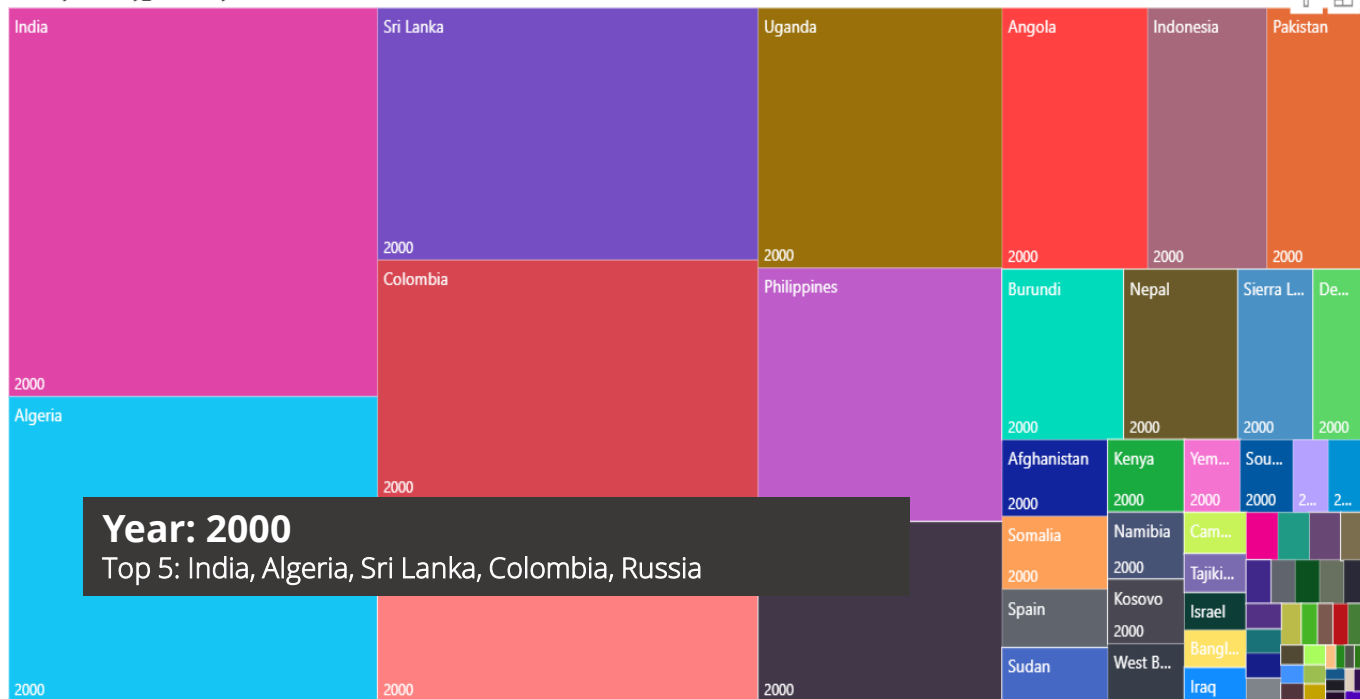 India
Sri Lanka
Uganda
Angola
Indonesia
Pakistan
2000
2000
2000
2000
2000
Colombia
Philippines
Burundi
Nepal
Sierra L...
De...
2000
Algeria
2000
2000
2000
2000
Afghanistan
Kenya
Yem...
Sou...
2000
2000
2000
2000
2000
2...
2...
Year: 2000
Top 5: India, Algeria, Sri Lanka, Colombia, Russia
Somalia
Namibia
Cam...
2000
2000
Tajiki...
Spain
Kosovo
Israel
2000
Bangl...
Sudan
West B...
Iraq
2000
2000
2000